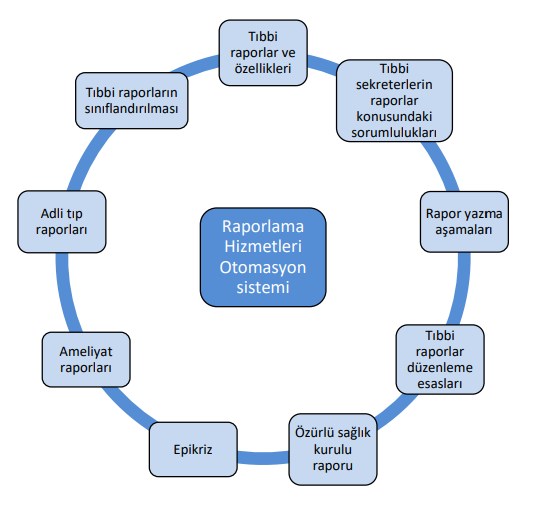 Tıbbi
raporlar ve
özellikleri
Tıbbi
sekreterlerin
raporlar
konusundaki
sorumlulukları
Rapor yazma
aşamaları
Tıbbi
raporlar
düzenleme
esasları
Özürlü sağlık
kurulu
raporu
Epikriz
Ameliyat
raporları
Adli tıp
raporları
Tıbbi raporların
sınıflandırılması
Raporlama
Hizmetleri
Otomasyon
sistemi